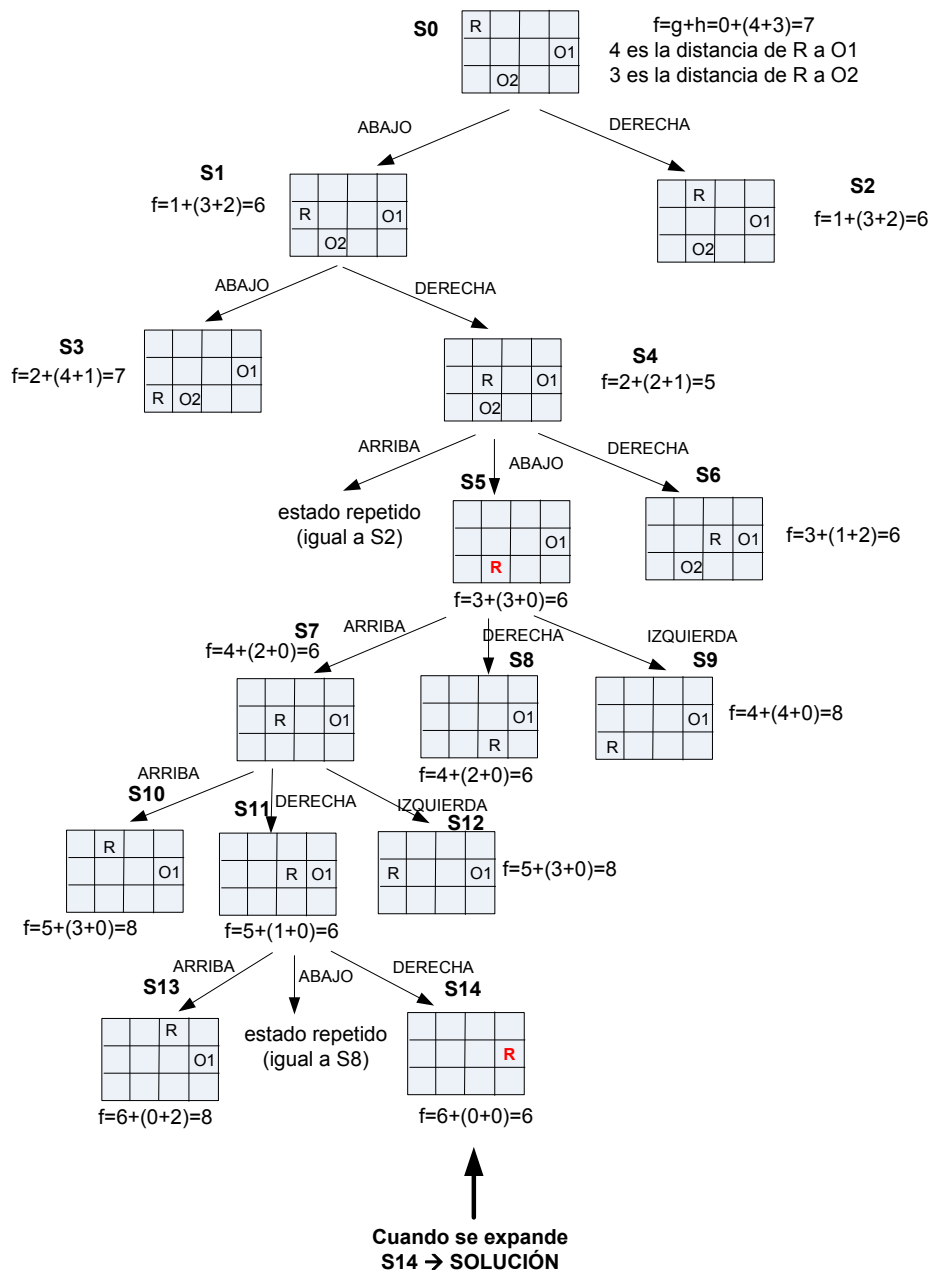 S0
R
O1
O2
f=g+h=0+(4+3)=7
4 es la distancia de R a O1
3 es la distancia de R a O2
ABAJO
DERECHA
S1
f=1+(3+2)=6
R
O1
O2
S2
R
O1
O2
f=1+(3+2)=6
ABAJO
DERECHA
S3
f=2+(4+1)=7
O1
R O2
S4
R
O1
O2
f=2+(2+1)=5
ARRIBA
ABAJO
DERECHA
estado repetido
(igual a S2)
S5
O1
R
f=3+(3+0)=6
S6
R O1
O2
f=3+(1+2)=6
ARRIBA
DERECHA
IZQUIERDA
S7
f=4+(2+0)=6
R
O1
S8
O1
R
f=4+(2+0)=6
S9
O1
R
f=4+(4+0)=8
ARRIBA
DERECHA
IZQUIERDA
S10
R
O1
f=5+(3+0)=8
S11
R O1
f=5+(1+0)=6
S12
R
O1
f=5+(3+0)=8
ARRIBA
ABAJO
DERECHA
S13
R
O1
f=6+(0+2)=8
estado repetido
(igual a S8)
S14
R
f=6+(0+0)=6
Cuando se expande
S14 → SOLUCIÓN